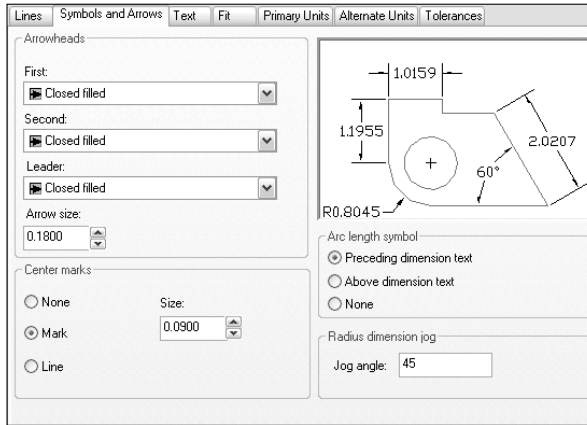 Lines Symbols and Arrows Text Fit Primary Units Alternate Units Tolerances
Arrowheads
First:
Closed filled
Second:
Closed filled
Leader:
Closed filled
Arrow size:
0.1800
Center marks
None
Mark
Line
Size:
0.0900
1.0159
1.1955
2.0207
60°
R0.8045
Arc length symbol
Preceding dimension text
Above dimension text
None
Radius dimension jog
Jog angle: 45